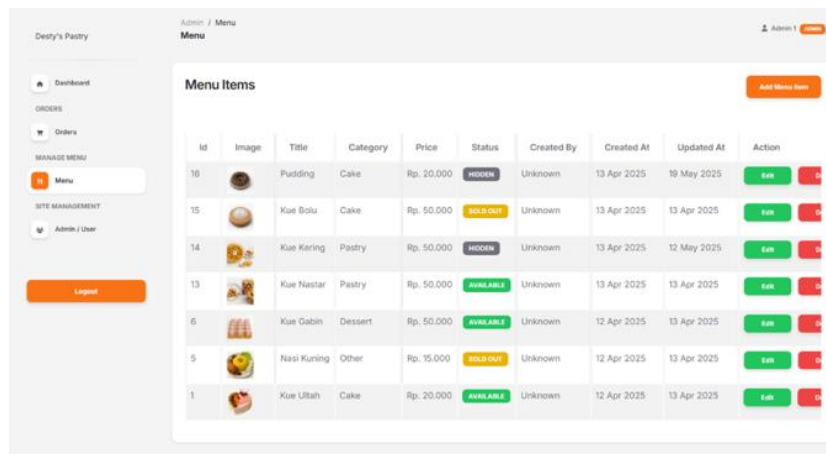 Desty's Pastry
Dashboard
ORDERS
Orders
MANAGE MENU
Menu
SITE MANAGEMENT
Admin / User
Logout
Admin / Menu
Menu
Admin 1 ADMIN
Menu Items
Add Menu Item
Id Image Title Category Price Status Created By Created At Updated At Action
16 Pudding Cake Rp. 20.000 HIDDEN Unknown 13 Apr 2025 19 May 2025 Edit D
15 Kue Bolu Cake Rp. 50.000 SOLD OUT Unknown 13 Apr 2025 13 Apr 2025 Edit D
14 Kue Kering Pastry Rp. 50.000 HIDDEN Unknown 13 Apr 2025 12 May 2025 Edit D
13 Kue Nastar Pastry Rp. 50.000 AVAILABLE Unknown 13 Apr 2025 13 Apr 2025 Edit D
6 Kue Gabin Dessert Rp. 50.000 AVAILABLE Unknown 12 Apr 2025 13 Apr 2025 Edit D
5 Nasi Kuning Other Rp. 15.000 SOLD OUT Unknown 12 Apr 2025 13 Apr 2025 Edit D
1 Kue Ultah Cake Rp. 20.000 AVAILABLE Unknown 12 Apr 2025 13 Apr 2025 Edit D